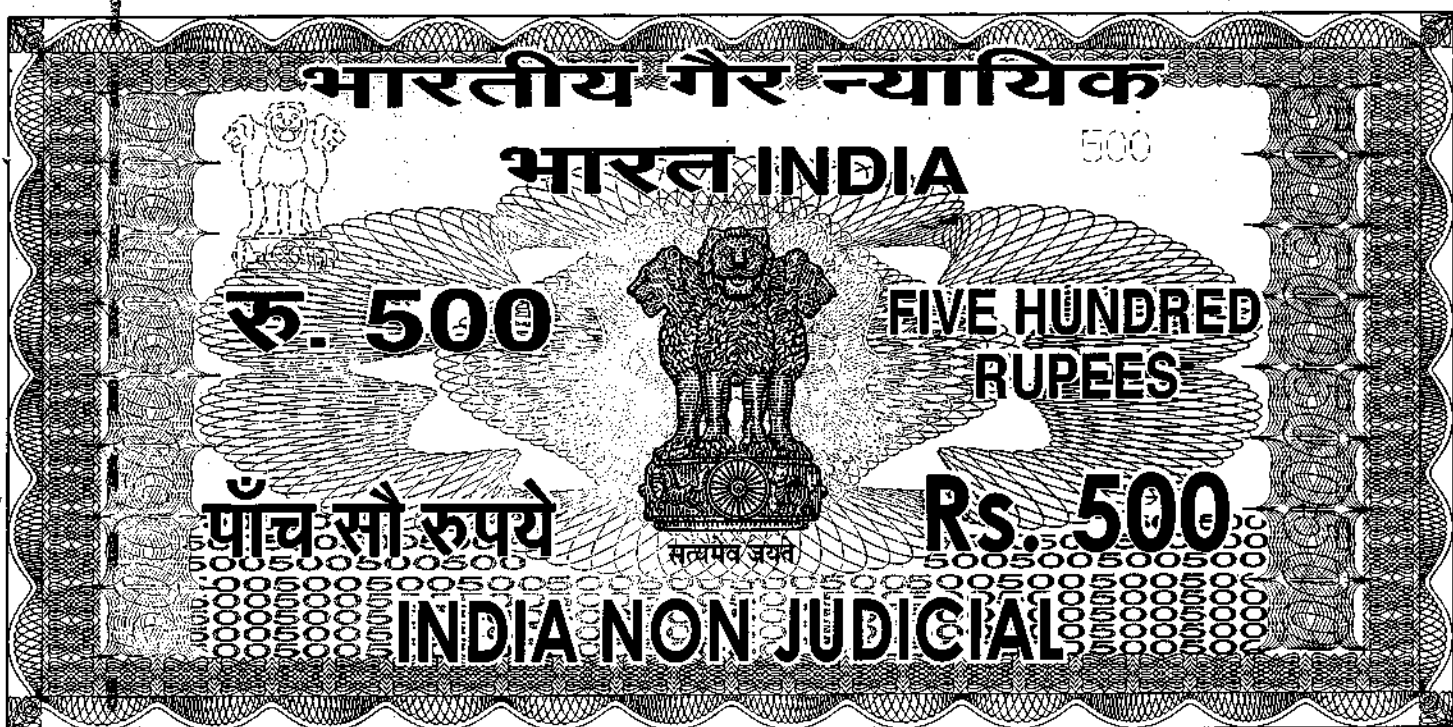 भारतीय गैर न्यायिक
500
भारत INDIA
रु. 500
FIVE HUNDRED
RUPEES
पाँच सौ रुपये
Rs. 500
सत्यमेव जयते
INDIA NON JUDICIAL